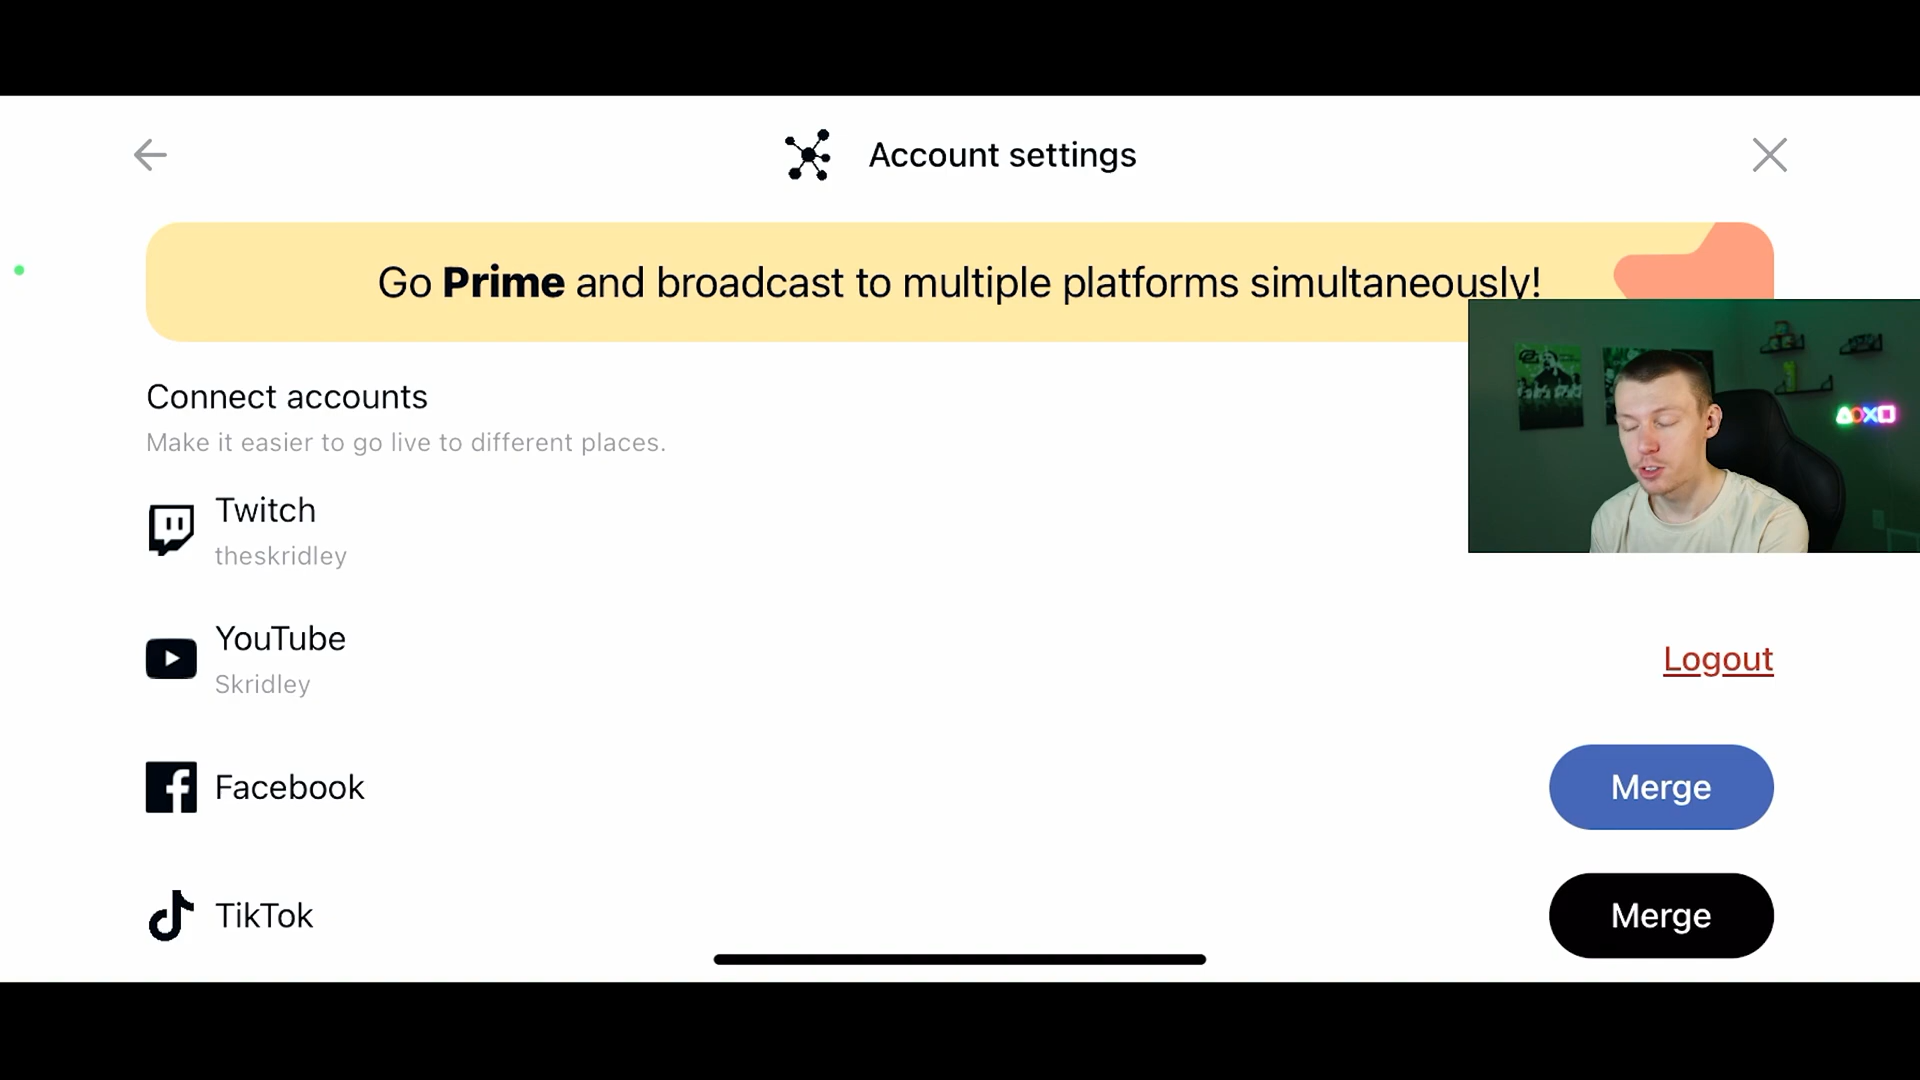 Account settings
Go Prime and broadcast to multiple platforms simultaneously!
Connect accounts
Make it easier to go live to different places.
Twitch
theskridley
YouTube
Skridley
Logout
Facebook
Merge
TikTok
Merge